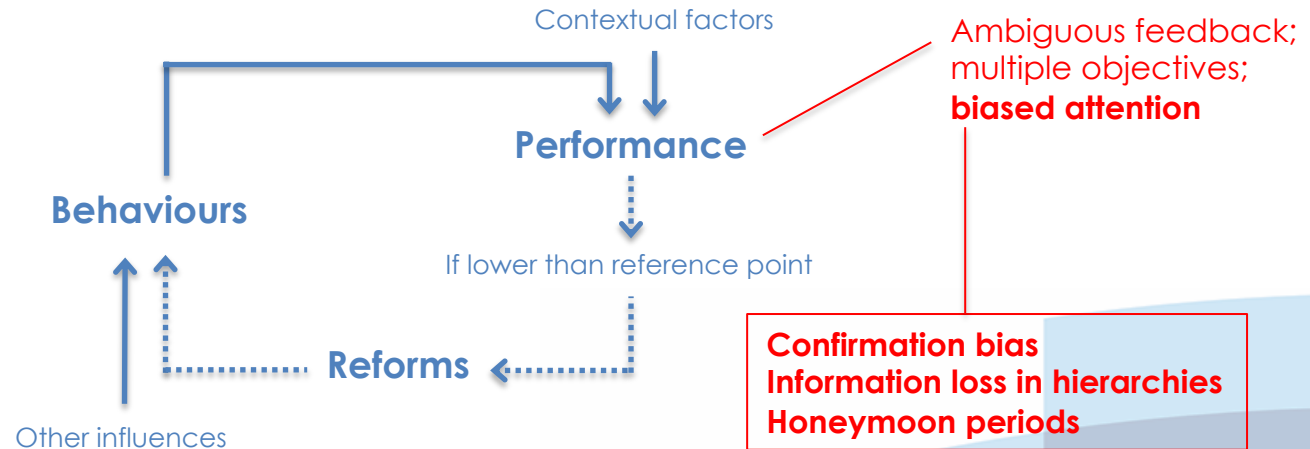 Contextual factors
Ambiguous feedback;
multiple objectives;
biased attention
Performance
Behaviours
If lower than reference point
Reforms
Confirmation bias
Information loss in hierarchies
Honeymoon periods
Other influences